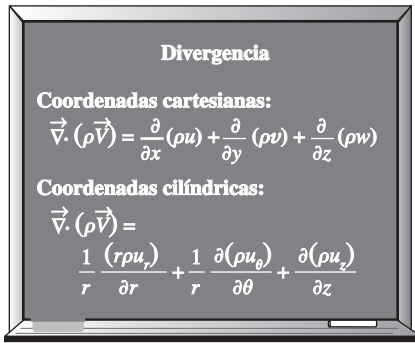 Divergencia
Coordenadas cartesianas:
∇⃗·(ρV⃗) = ∂/∂x (ρu) + ∂/∂y (ρv) + ∂/∂z (ρw)
Coordenadas cilíndricas:
∇⃗·(ρV⃗) =
1/r (rρu_r)/∂r + 1/r ∂(ρu_θ)/∂θ + ∂(ρu_z)/∂z